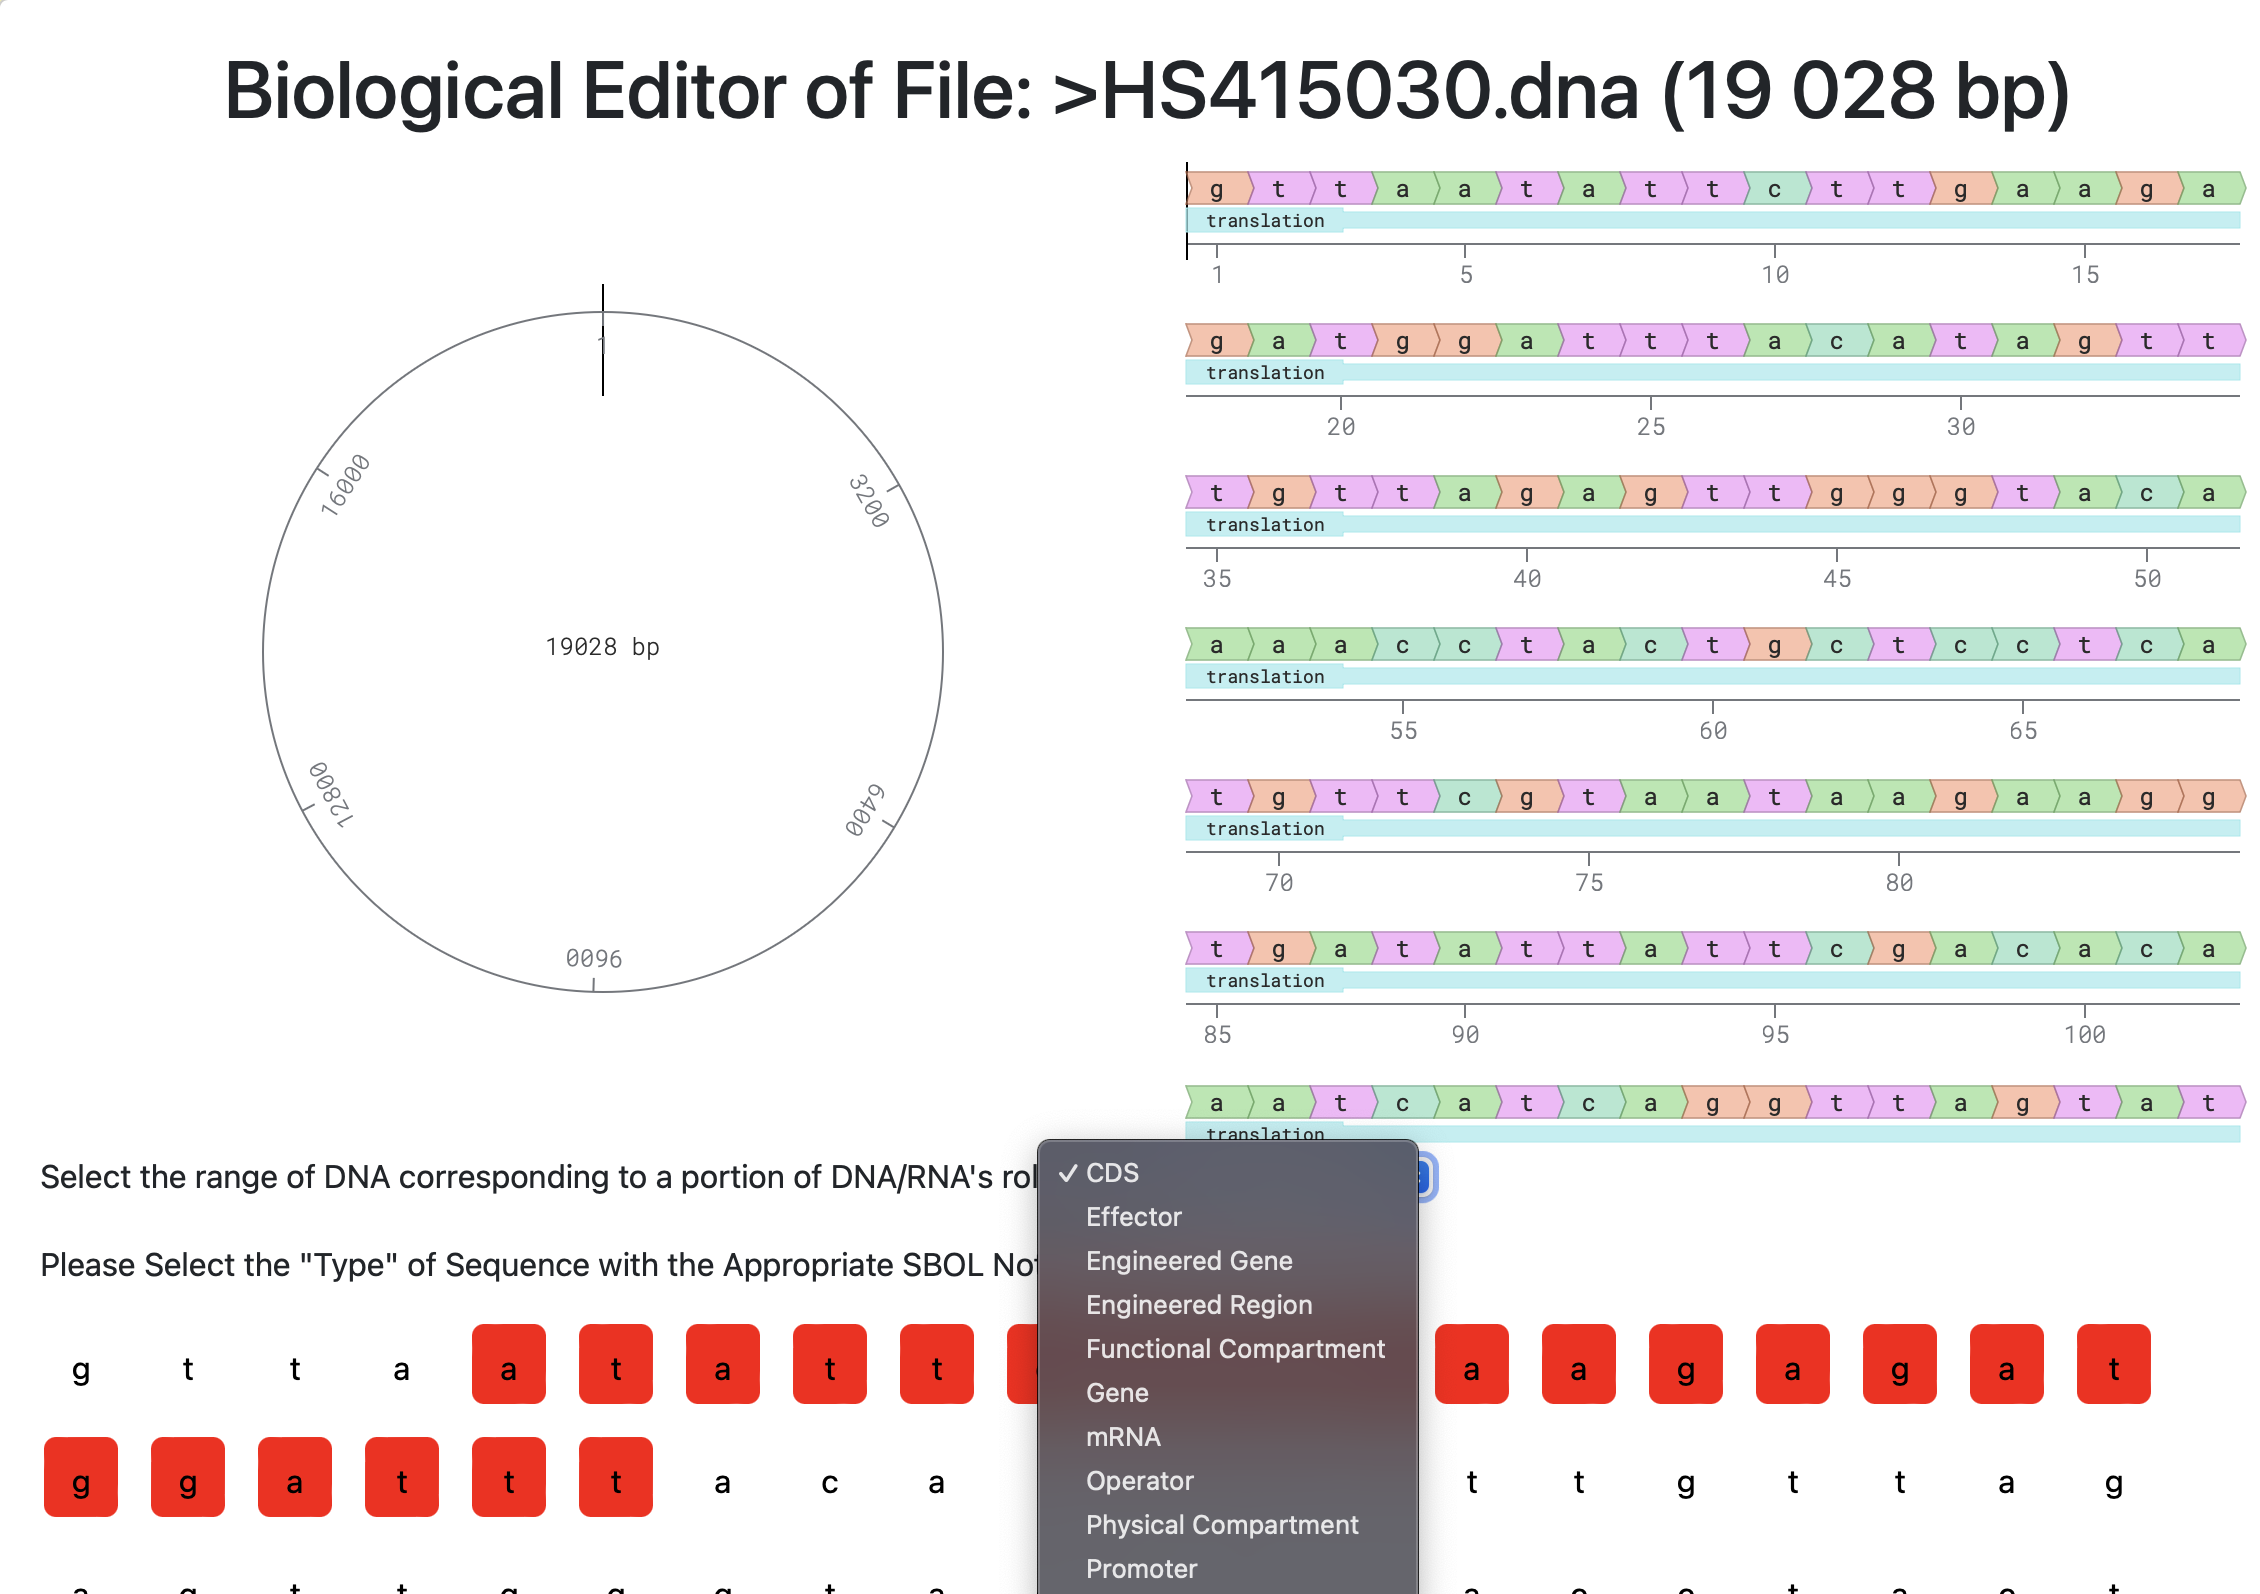 Biological Editor of File: >HS415030.dna (19 028 bp)
1
3200
6400
9600
12800
16000
19028 bp
g t t a a t a t t c t t g a a g a
translation
1 5 10 15
g a t g g a t t t a c a t a g t t
translation
20 25 30
t g t t a g a g t t g g g t a c a
translation
35 40 45 50
a a a c c t a c t g c t c c t c a
translation
55 60 65
t g t t c g t a a t a a g a a g g
translation
70 75 80
t g a t a t t a t t c g a c a c a
translation
85 90 95 100
a a t c a t c a g g t t a g t a t
translation
Select the range of DNA corresponding to a portion of DNA/RNA's rol
Please Select the "Type" of Sequence with the Appropriate SBOL No
✓ CDS
Effector
Engineered Gene
Engineered Region
Functional Compartment
Gene
mRNA
Operator
Physical Compartment
Promoter
g t t a a t a t t a a g a g a t
g g a t t t a c a t t g t t a g